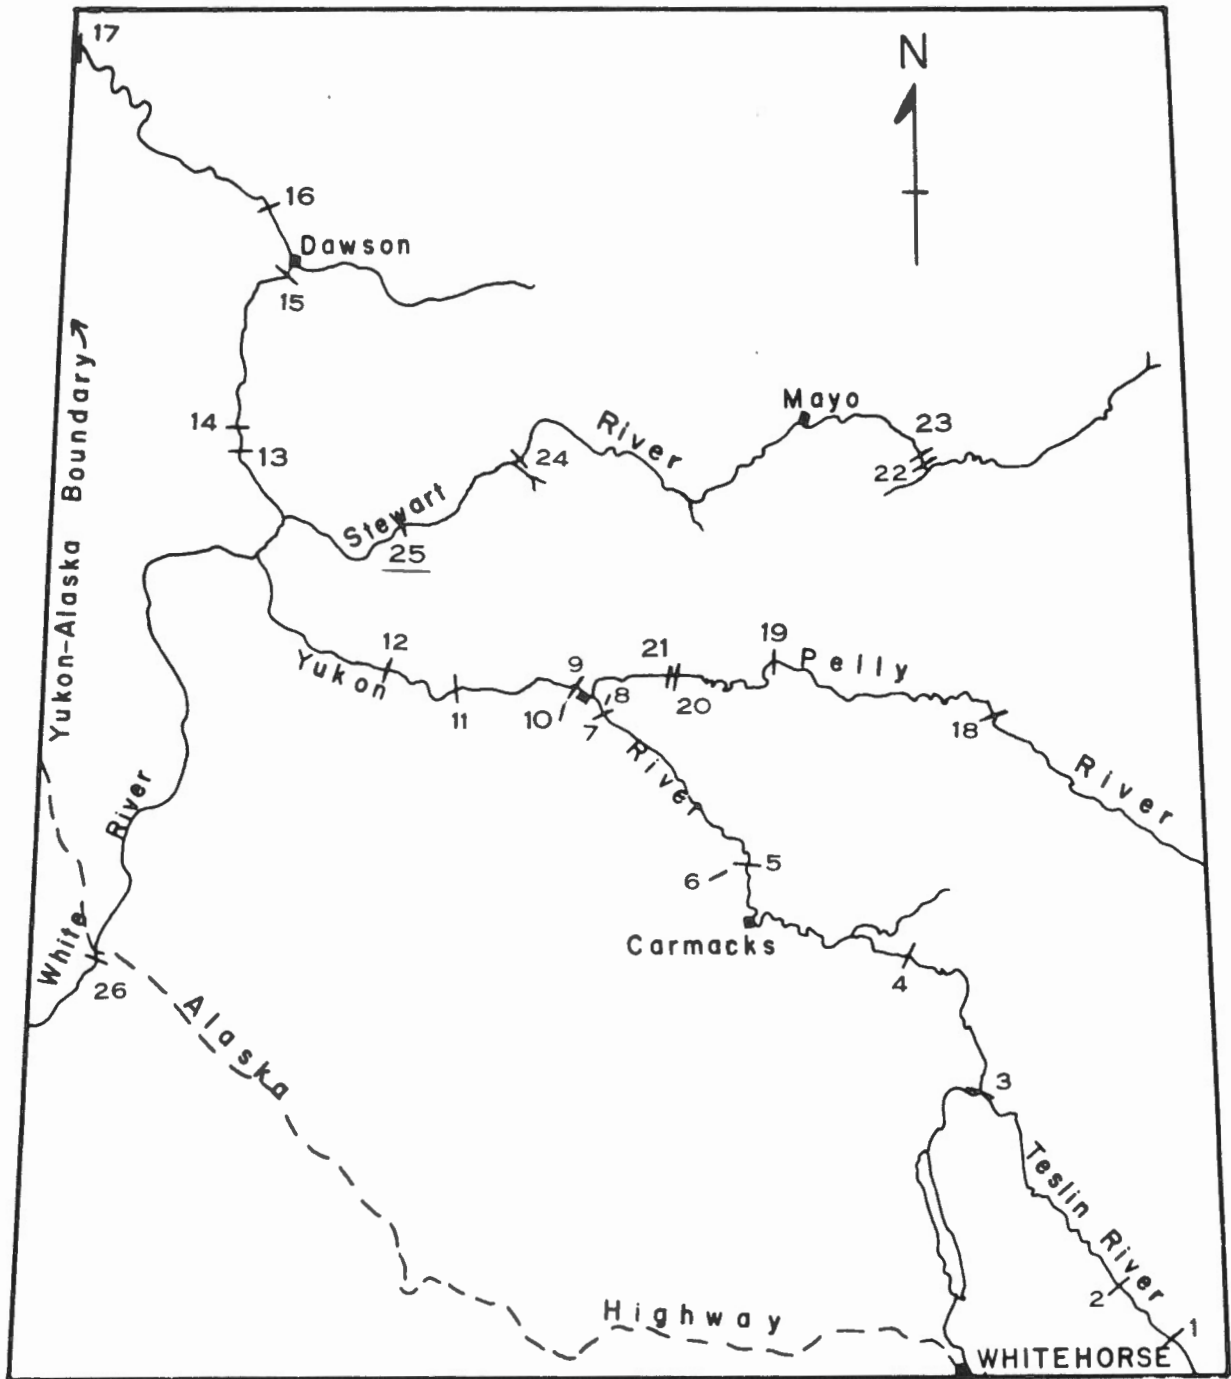 17
N
16
Dawson
15
Yukon-Alaska Boundary
14
13
Mayo
River
23
22
24
Stewart
25
12
Yukon
11
9
10
8
7
21
20
19
Pelly
18
River
River
5
6
Carmacks
4
White
River
26
Alaska
3
Teslin River
2
1
Highway
WHITEHORSE